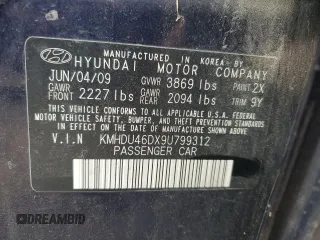 MANUFACTURED IN KOREA BY
HYUNDAI MOTOR COMPANY
JUN/04/09 GVWR 3869 lbs PAINT 2X
GAWR FRONT 2227 lbs GAWR REAR 2094 lbs TRIM 9Y
THIS VEHICLE CONFORMS TO ALL APPLICABLE U.S.A. FEDERAL
MOTOR VEHICLE SAFETY, BUMPER, AND THEFT PREVENTION
STANDARDS IN EFFECT ON THE DATE OF MANUFACTURE SHOWN ABOVE.
V.I.N KMHDU46DX9U799312
PASSENGER CAR
© DEALERBID AUTO